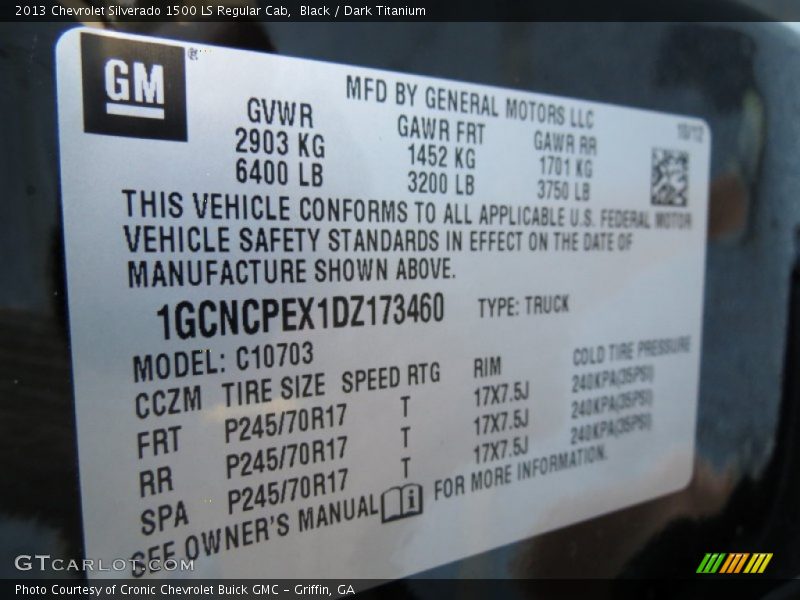 2013 Chevrolet Silverado 1500 LS Regular Cab,  Black / Dark Titanium
GM
®
MFD BY GENERAL MOTORS LLC
10/12
GVWR
2903 KG
6400 LB
GAWR FRT
1452 KG
3200 LB
GAWR RR
1701 KG
3750 LB
THIS VEHICLE CONFORMS TO ALL APPLICABLE U.S. FEDERAL MOTOR
VEHICLE SAFETY STANDARDS IN EFFECT ON THE DATE OF
MANUFACTURE SHOWN ABOVE.
1GCNCPEX1DZ173460 TYPE: TRUCK
MODEL: C10703
CCZM TIRE SIZE SPEED RTG RIM COLD TIRE PRESSURE
FRT P245/70R17 T 17X7.5J 240KPA(35PSI)
RR P245/70R17 T 17X7.5J 240KPA(35PSI)
SPA P245/70R17 T 17X7.5J 240KPA(35PSI)
SEE OWNER'S MANUAL i FOR MORE INFORMATION.
GTCARLOT.COM
Photo Courtesy of Cronic Chevrolet Buick GMC – Griffin, GA